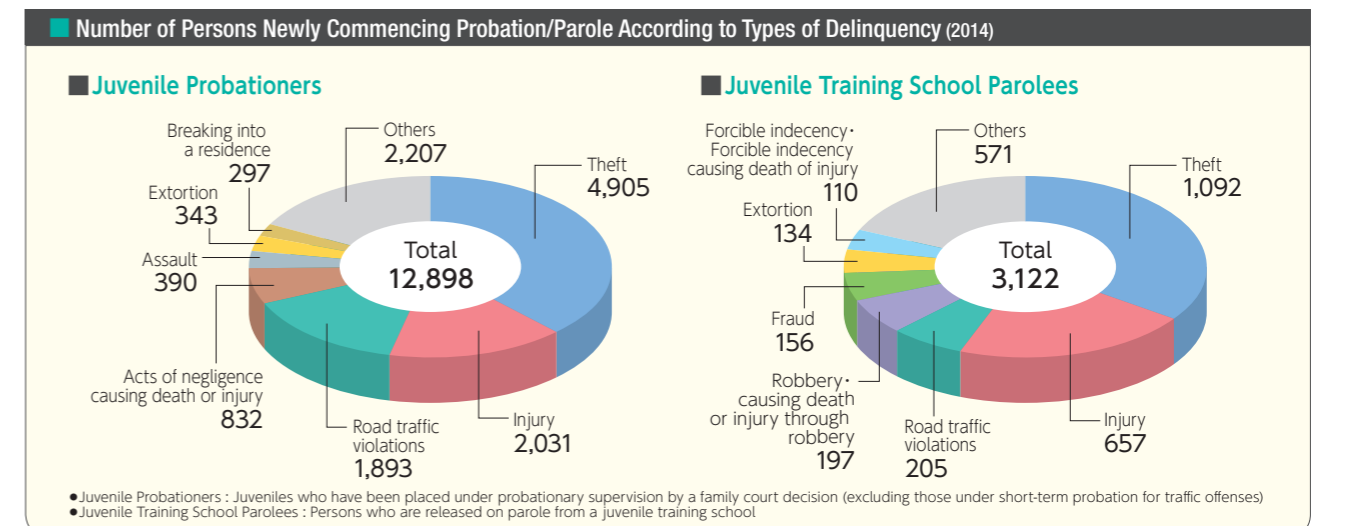 Number of Persons Newly Commencing Probation/Parole According to Types of Delinquency (2014)
Juvenile Probationers
Breaking into
a residence
297
Others
2,207
Theft
4,905
Extortion
343
Assault
390
Total
12,898
Acts of negligence
causing death or injury
832
Road traffic
violations
1,893
Injury
2,031
Juvenile Training School Parolees
Forcible indecency・
Forcible indecency
causing death of injury
110
Others
571
Theft
1,092
Extortion
134
Total
3,122
Fraud
156
Robbery・
causing death
or injury through
robbery
197
Road traffic
violations
205
Injury
657
●Juvenile Probationers : Juveniles who have been placed under probationary supervision by a family court decision (excluding those under short-term probation for traffic offenses)
●Juvenile Training School Parolees : Persons who are released on parole from a juvenile training school